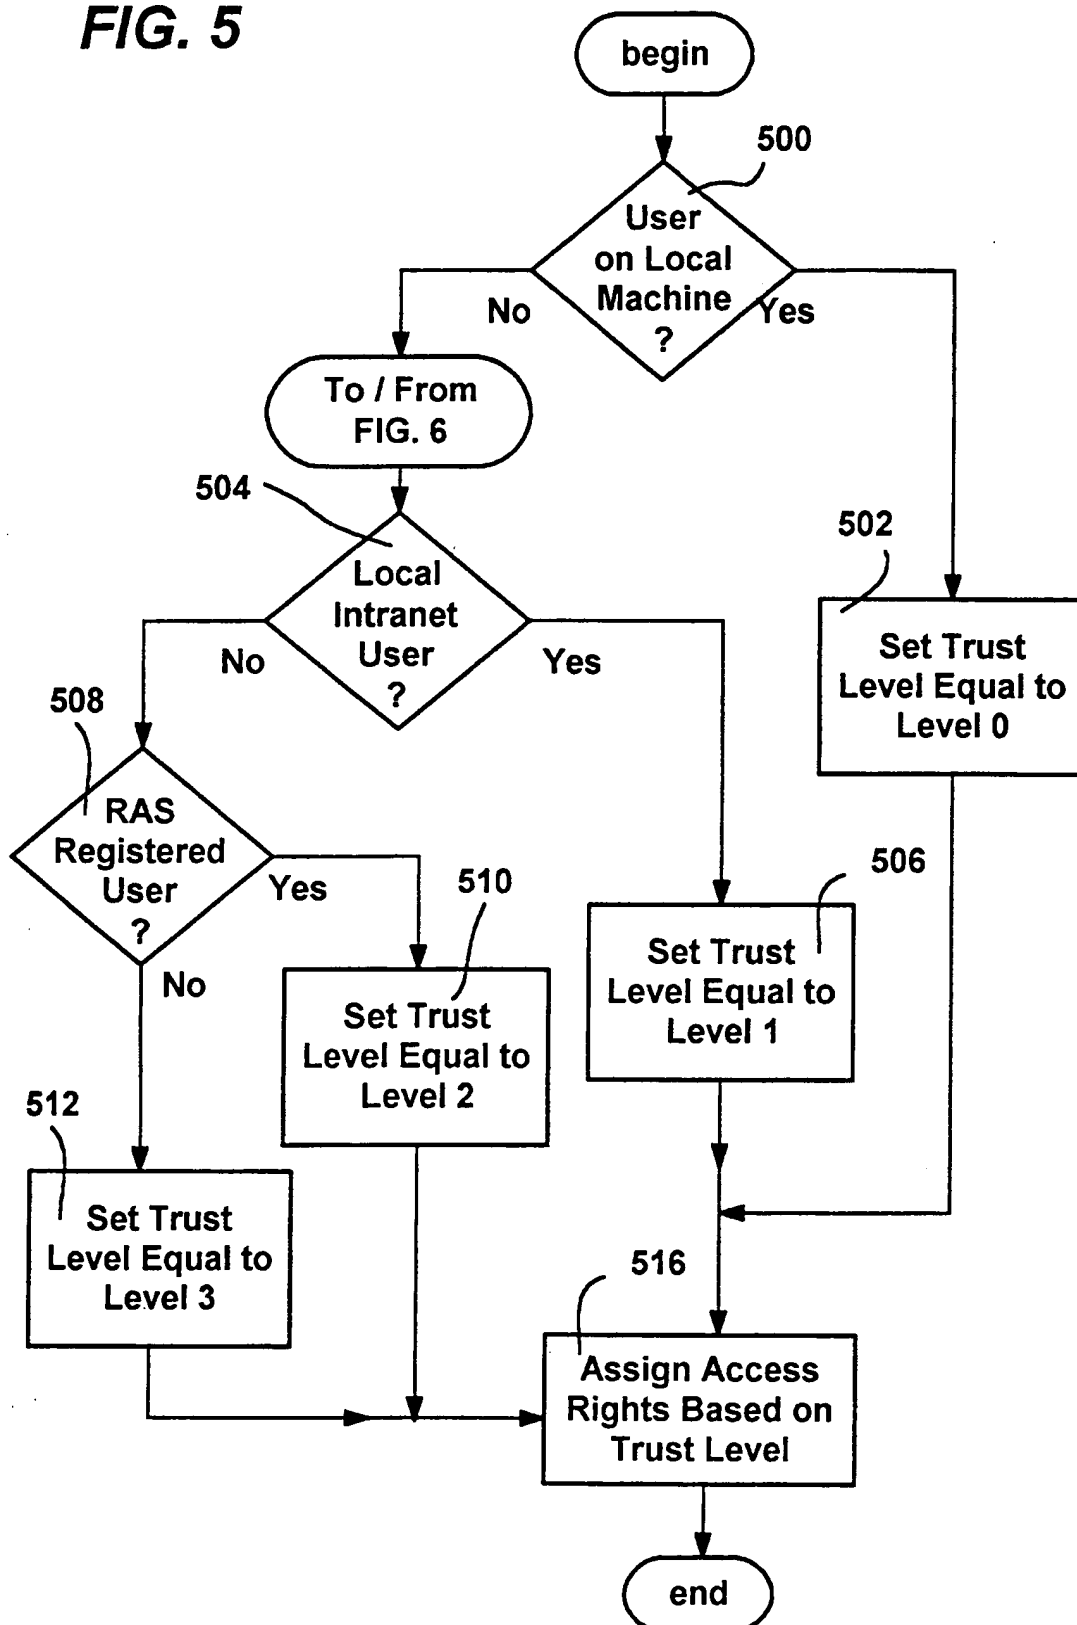 FIG. 5
begin
500
User
on Local
Machine
?
No
Yes
To / From
FIG. 6
504
Local
Intranet
User
?
No
Yes
502
Set Trust
Level Equal to
Level 0
508
RAS
Registered
User
?
Yes
No
510
Set Trust
Level Equal to
Level 2
506
Set Trust
Level Equal to
Level 1
512
Set Trust
Level Equal to
Level 3
516
Assign Access
Rights Based on
Trust Level
end